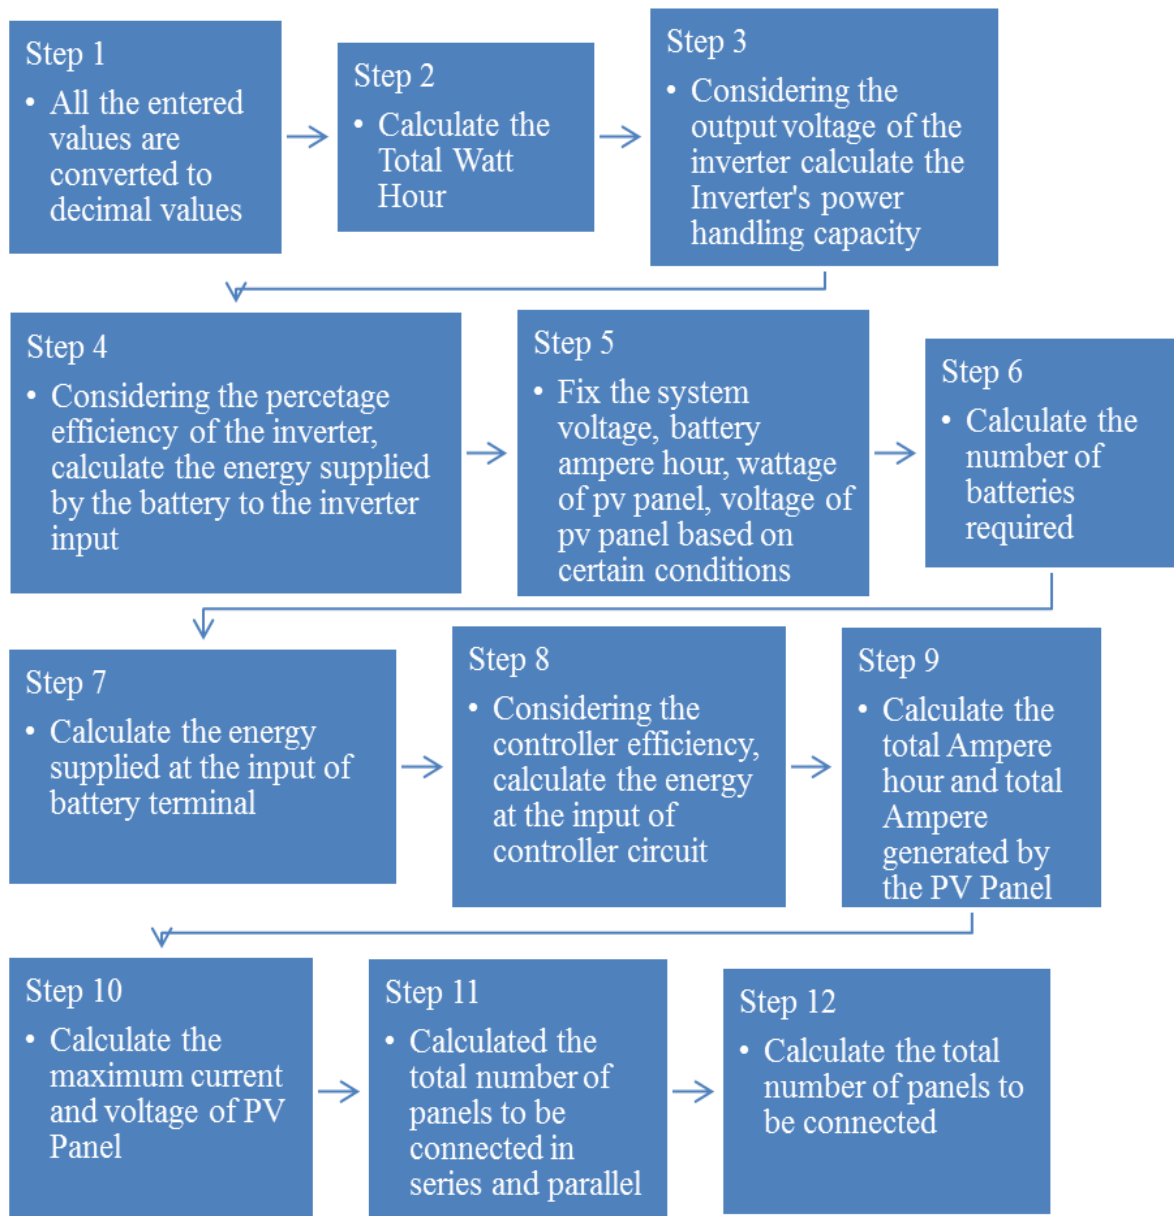 Step 1
• All the entered
values are
converted to
decimal values
Step 2
• Calculate the
Total Watt
Hour
Step 3
• Considering the
output voltage of the
inverter calculate the
Inverter's power
handling capacity
Step 4
• Considering the percetage
efficiency of the inverter,
calculate the energy supplied
by the battery to the inverter
input
Step 5
• Fix the system
voltage, battery
ampere hour, wattage
of pv panel, voltage of
pv panel based on
certain conditions
Step 6
• Calculate the
number of
batteries
required
Step 7
• Calculate the energy
supplied at the input of
battery terminal
Step 8
• Considering the
controller efficiency,
calculate the energy
at the input of
controller circuit
Step 9
• Calculate the
total Ampere
hour and total
Ampere
generated by
the PV Panel
Step 10
• Calculate the
maximum current
and voltage of PV
Panel
Step 11
• Calculated the
total number of
panels to be
connected in
series and parallel
Step 12
• Calculate the total
number of panels to
be connected